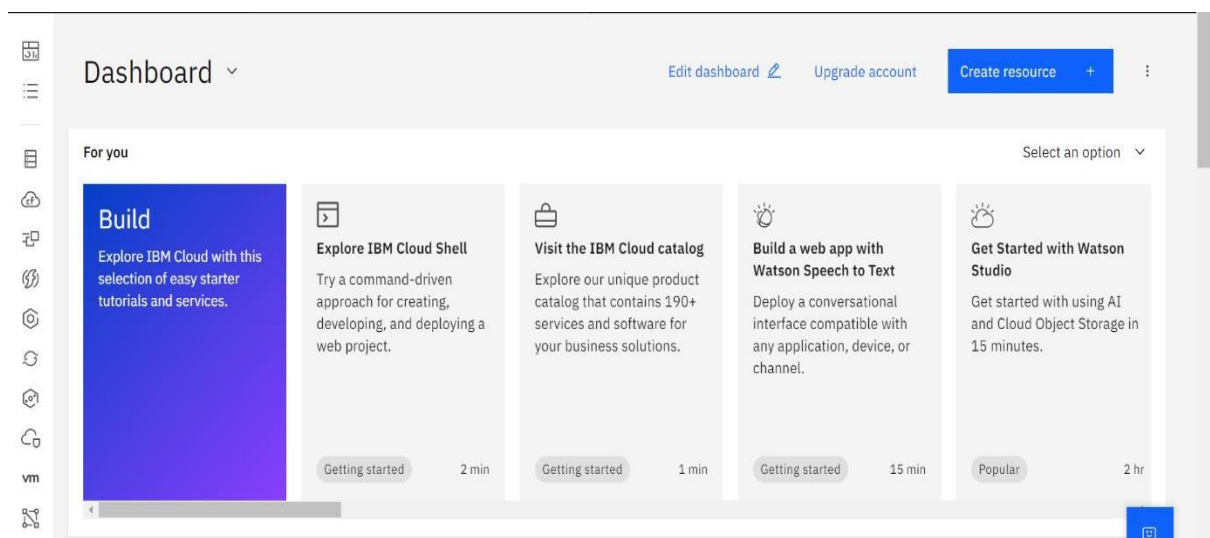 Dashboard
Edit dashboard
Upgrade account
Create resource +
For you
Select an option
Build
Explore IBM Cloud with this
selection of easy starter
tutorials and services.
Explore IBM Cloud Shell
Try a command-driven
approach for creating,
developing, and deploying a
web project.
Getting started
2 min
Visit the IBM Cloud catalog
Explore our unique product
catalog that contains 190+
services and software for
your business solutions.
Getting started
1 min
Build a web app with
Watson Speech to Text
Deploy a conversational
interface compatible with
any application, device, or
channel.
Getting started
15 min
Get Started with Watson
Studio
Get started with using AI
and Cloud Object Storage in
15 minutes.
Popular
2 hr
cf
vm